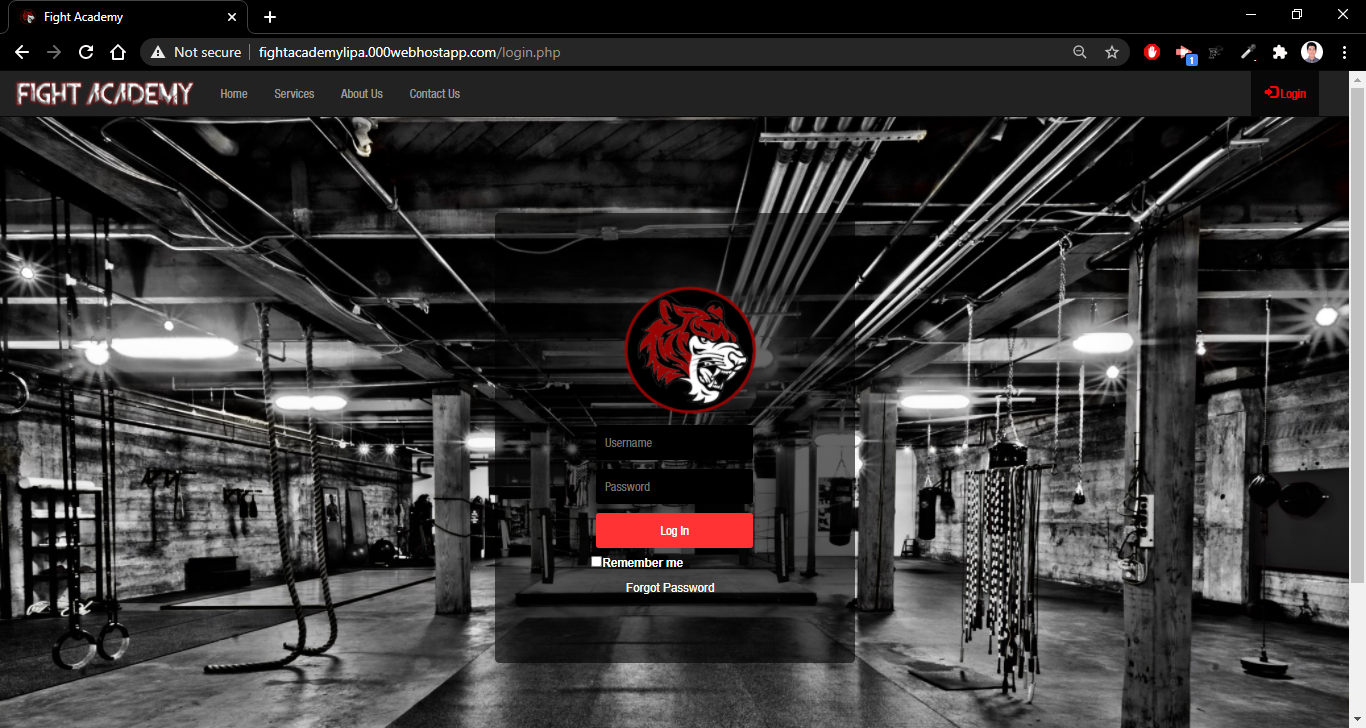 Fight Academy
Not secure fightacademylipa.000webhostapp.com/login.php
1
FIGHT ACADEMY Home Services About Us Contact Us Login
Username
Password
Log In
Remember me
Forgot Password